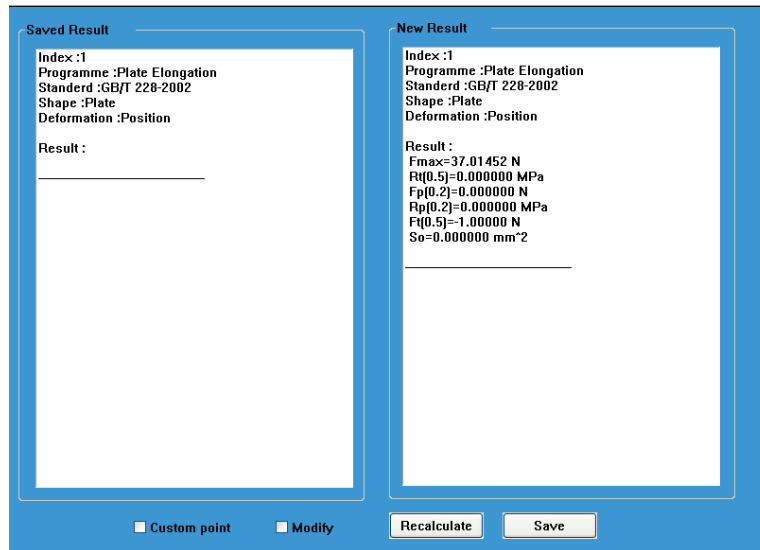 Saved Result
Index :1
Programme :Plate Elongation
Standerd :GB/T 228-2002
Shape :Plate
Deformation :Position
Result :
New Result
Index :1
Programme :Plate Elongation
Standerd :GB/T 228-2002
Shape :Plate
Deformation :Position
Result :
Fmax=37.01452 N
Rt(0.5)=0.000000 MPa
Fp(0.2)=0.000000 N
Rp(0.2)=0.000000 MPa
Ft(0.5)=-1.00000 N
So=0.000000 mm^2
Custom point
Modify
Recalculate
Save